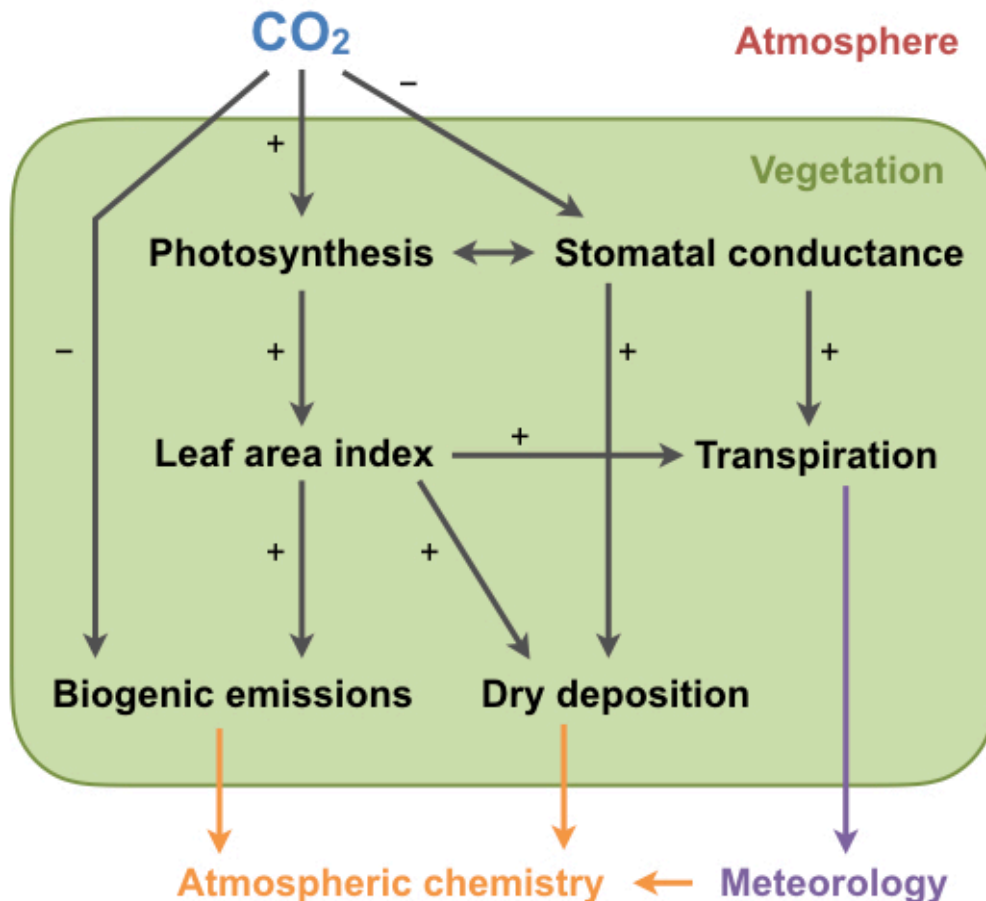 CO₂
Atmosphere
−
+
Vegetation
Photosynthesis
Stomatal conductance
−
+
+
+
Leaf area index
+
Transpiration
+
+
Biogenic emissions
Dry deposition
Atmospheric chemistry
Meteorology